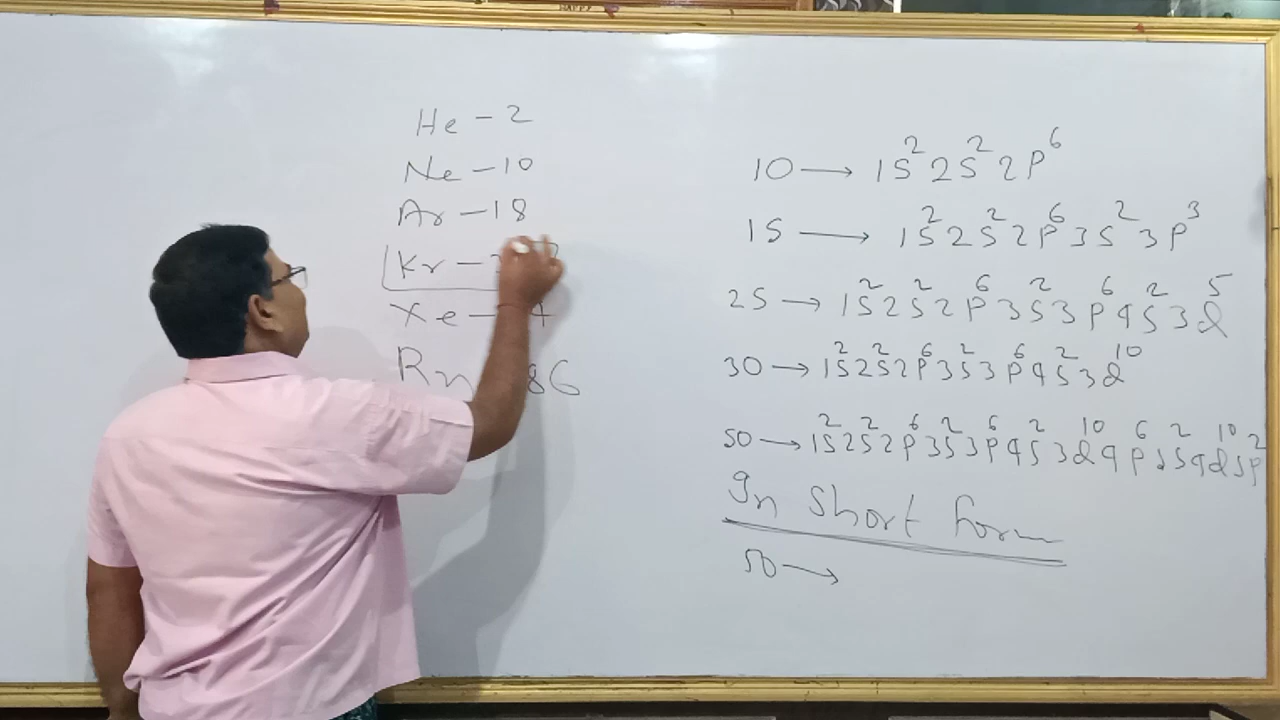 He - 2
Ne - 10
Ar - 18
Kr -
Xe - 4
Rn 86
10 → 1S² 2S² 2P⁶
15 → 1S² 2S² 2P⁶ 3S² 3P³
25 → 1S² 2S² 2P⁶ 3S² 3P⁶ 4S² 3d⁵
30 → 1S² 2S² 2P⁶ 3S² 3P⁶ 4S² 3d¹⁰
50 → 1S² 2S² 2P⁶ 3S² 3P⁶ 4S² 3d¹⁰ 4P⁶ 5S² 4d¹⁰ 5P²
In Short Form
50 →